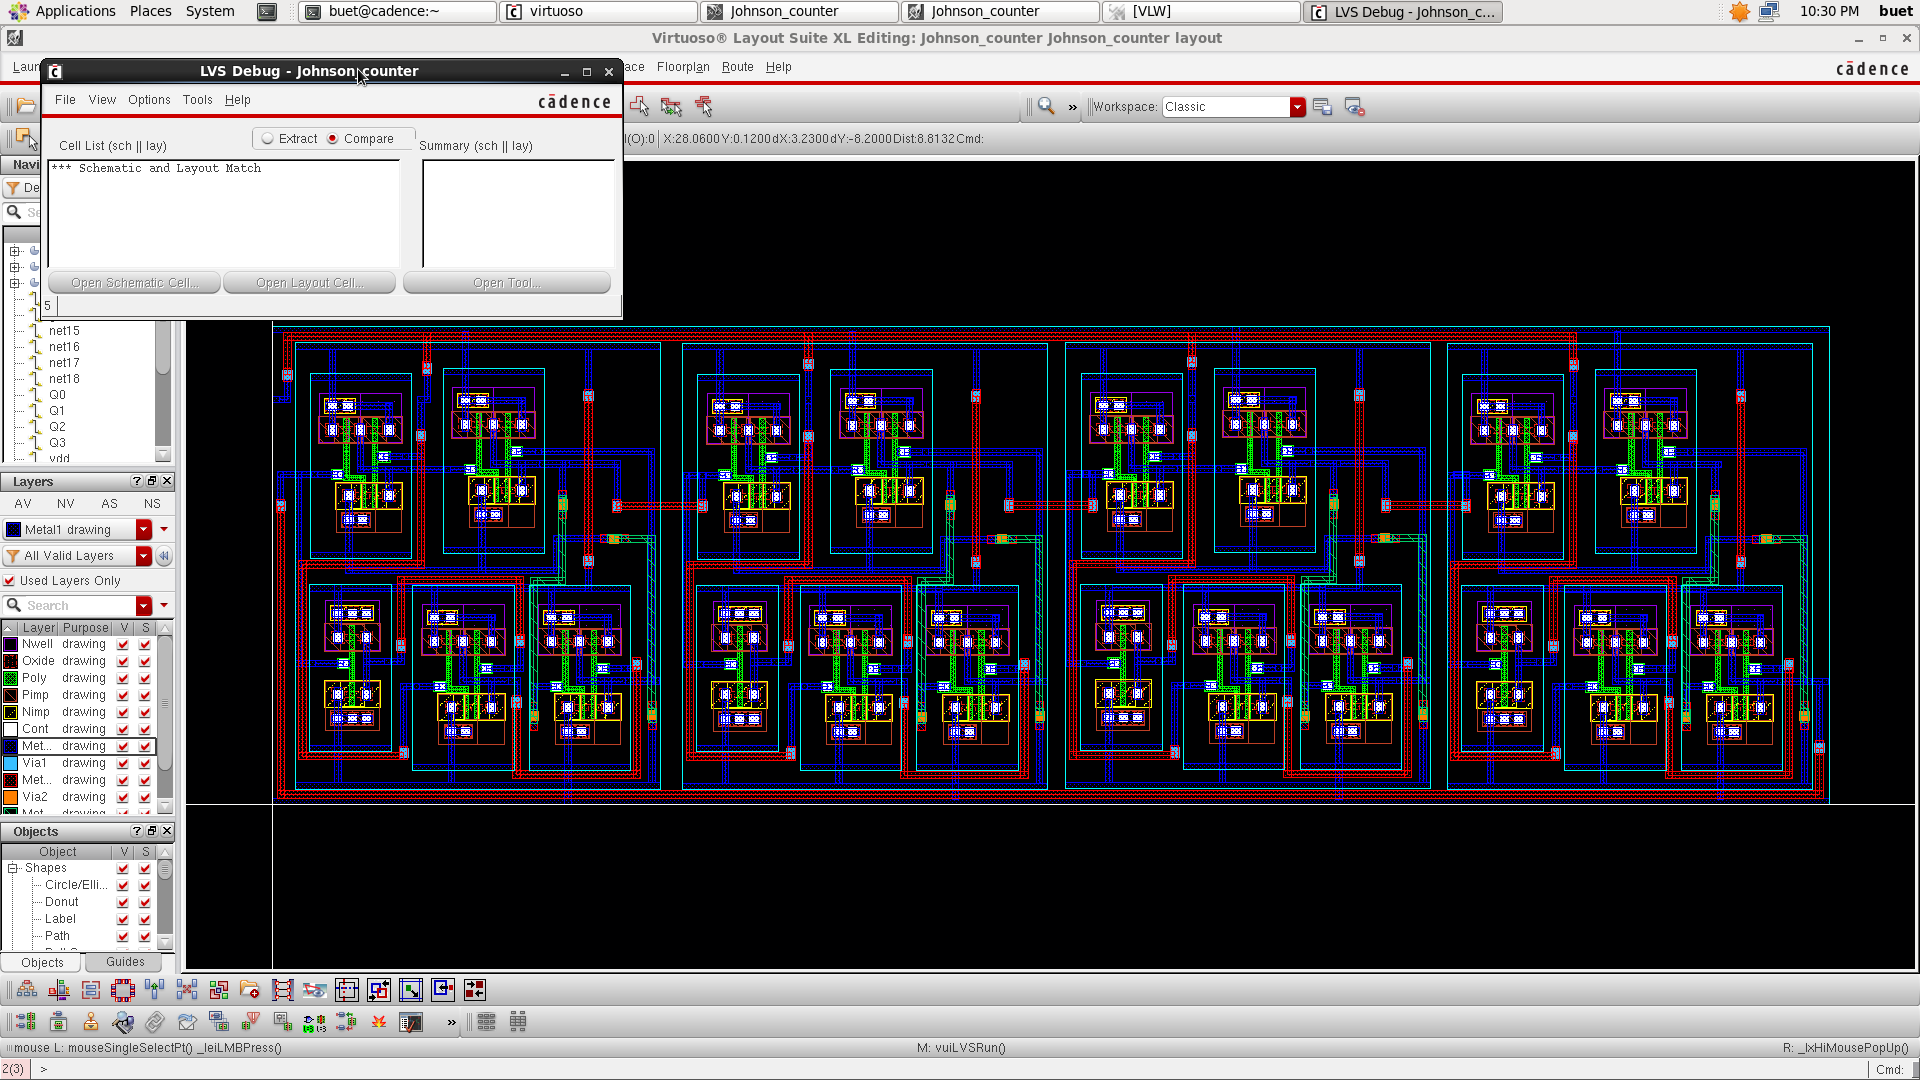 Applications Places System buet@cadence:~ virtuoso Johnson_counter Johnson_counter [VLW] LVS Debug - Johnson_c... 10:30 PM buet
Virtuoso® Layout Suite XL Editing: Johnson_counter Johnson_counter layout
Floorplan Route Help cādence
LVS Debug - Johnson_counter
File View Options Tools Help cādence
Workspace: Classic
Extract Compare
Cell List (sch || lay) Summary (sch || lay)
X:28.0600 Y:0.1200 dX:3.2300 dY:-8.2000 Dist:8.8132 Cmd:
*** Schematic and Layout Match
Open Schematic Cell... Open Layout Cell... Open Tool...
5
net15
net16
net17
net18
Q0
Q1
Q2
Q3
vdd
Layers
AV NV AS NS
Metal1 drawing
All Valid Layers
Used Layers Only
Search
Layer Purpose V S
Nwell drawing
Oxide drawing
Poly drawing
Pimp drawing
Nimp drawing
Cont drawing
Met... drawing
Via1 drawing
Met... drawing
Via2 drawing
Met... drawing
Objects
Object V S
Shapes
Circle/Elli...
Donut
Label
Path
Objects Guides
mouse L: mouseSingleSelectPt() _leiLMBPress() M: vuiLVSRun() R: _lxHiMousePopUp()
2(3) > Cmd: